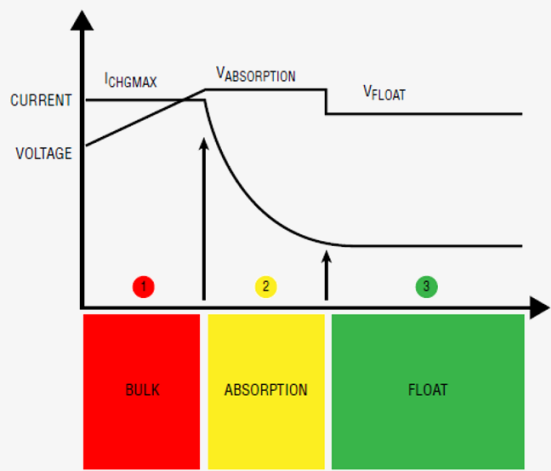 ICHGMAX
VABSORPTION
VFLOAT
CURRENT
VOLTAGE
1
2
3
BULK
ABSORPTION
FLOAT